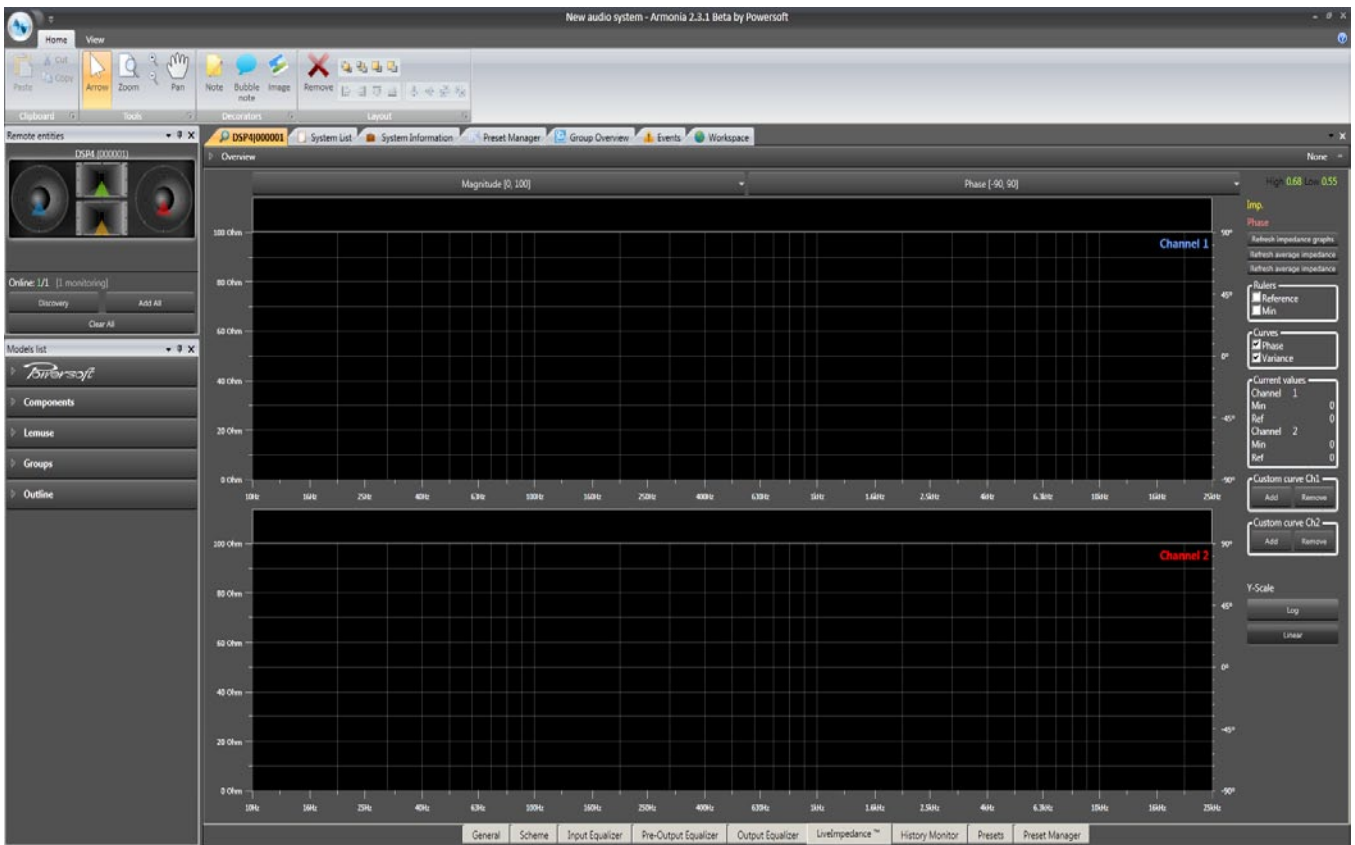 New audio system - Armonia 2.3.1 Beta by Powersoft
Home View
Paste
Cut
Copy
Arrow Zoom Pan
Note Bubble note Image
Remove
Clipboard Tools Decorators Layout
Remote entities
DSP4 [000001]
Online: 1/1 [1 monitoring]
Discovery Add All
Clear All
Models list
Powersoft
Components
Lemuse
Groups
Outline
DSP4|000001 System List System Information Preset Manager Group Overview Events Workspace
Overview None
Magnitude [0, 100] Phase [-90, 90]
High 0.68 Low 0.55
Channel 1
100 Ohm 90°
80 Ohm 45°
60 Ohm 0°
40 Ohm -45°
20 Ohm
0 Ohm -90°
10Hz 16Hz 25Hz 40Hz 63Hz 100Hz 160Hz 250Hz 400Hz 630Hz 1kHz 1.6kHz 2.5kHz 4kHz 6.3kHz 10kHz 16kHz 25kHz
Channel 2
100 Ohm 90°
80 Ohm 45°
60 Ohm 0°
40 Ohm -45°
20 Ohm
0 Ohm -90°
10Hz 16Hz 25Hz 40Hz 63Hz 100Hz 160Hz 250Hz 400Hz 630Hz 1kHz 1.6kHz 2.5kHz 4kHz 6.3kHz 10kHz 16kHz 25kHz
Imp.
Phase
Refresh impedance graphs
Refresh average impedance
Refresh average impedance
Rulers
Reference
Min
Curves
Phase
Variance
Current values
Channel 1
Min 0
Ref 0
Channel 2
Min 0
Ref 0
Custom curve Ch1
Add Remove
Custom curve Ch2
Add Remove
Y-Scale
Log
Linear
General Scheme Input Equalizer Pre-Output Equalizer Output Equalizer LiveImpedance ™ History Monitor Presets Preset Manager